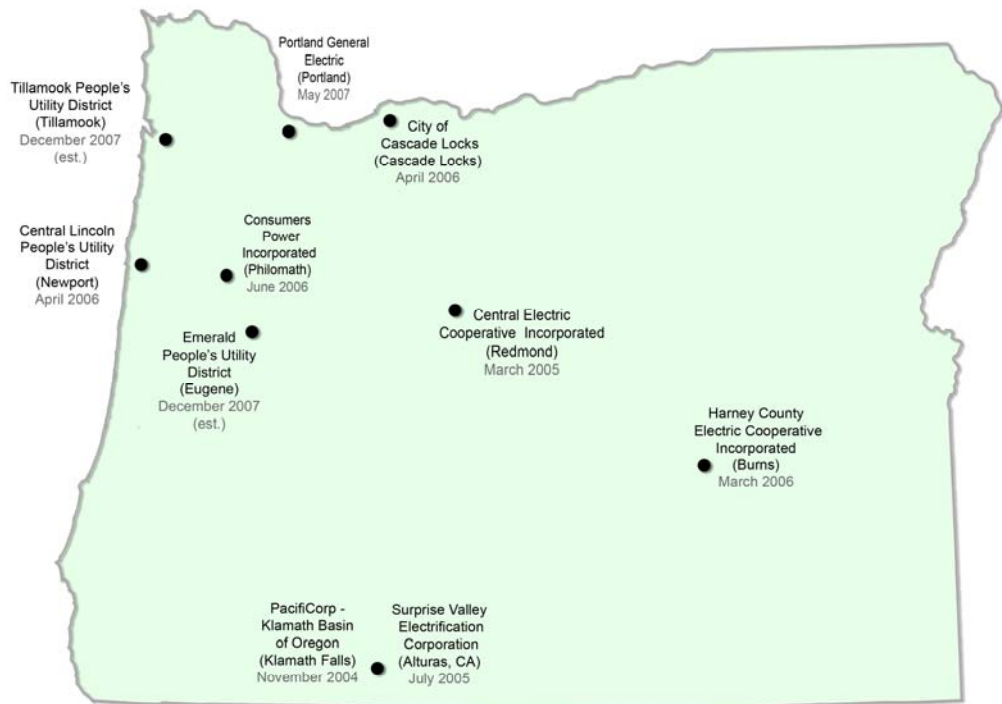 Portland General
Electric
(Portland)
May 2007
Tillamook People's
Utility District
(Tillamook)
December 2007
(est.)
City of
Cascade Locks
(Cascade Locks)
April 2006
Central Lincoln
People's Utility
District
(Newport)
April 2006
Consumers
Power
Incorporated
(Philomath)
June 2006
Emerald
People's Utility
District
(Eugene)
December 2007
(est.)
Central Electric
Cooperative Incorporated
(Redmond)
March 2005
Harney County
Electric Cooperative
Incorporated
(Burns)
March 2006
PacifiCorp -
Klamath Basin
of Oregon
(Klamath Falls)
November 2004
Surprise Valley
Electrification
Corporation
(Alturas, CA)
July 2005